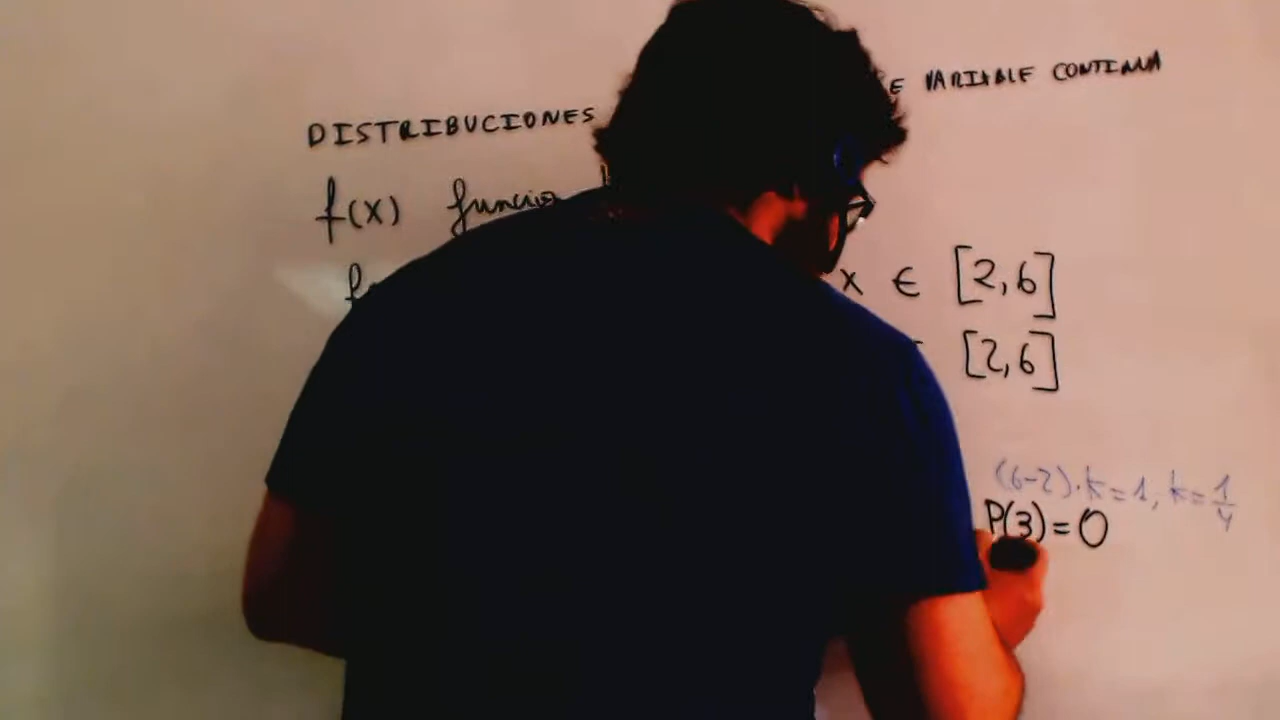 DISTRIBUCIONES E VARIABLE CONTINUA
f(x) funcio
x ∈ [2,6]
[2,6]
(6-2)·k=1, k=1/4
P(3)=0